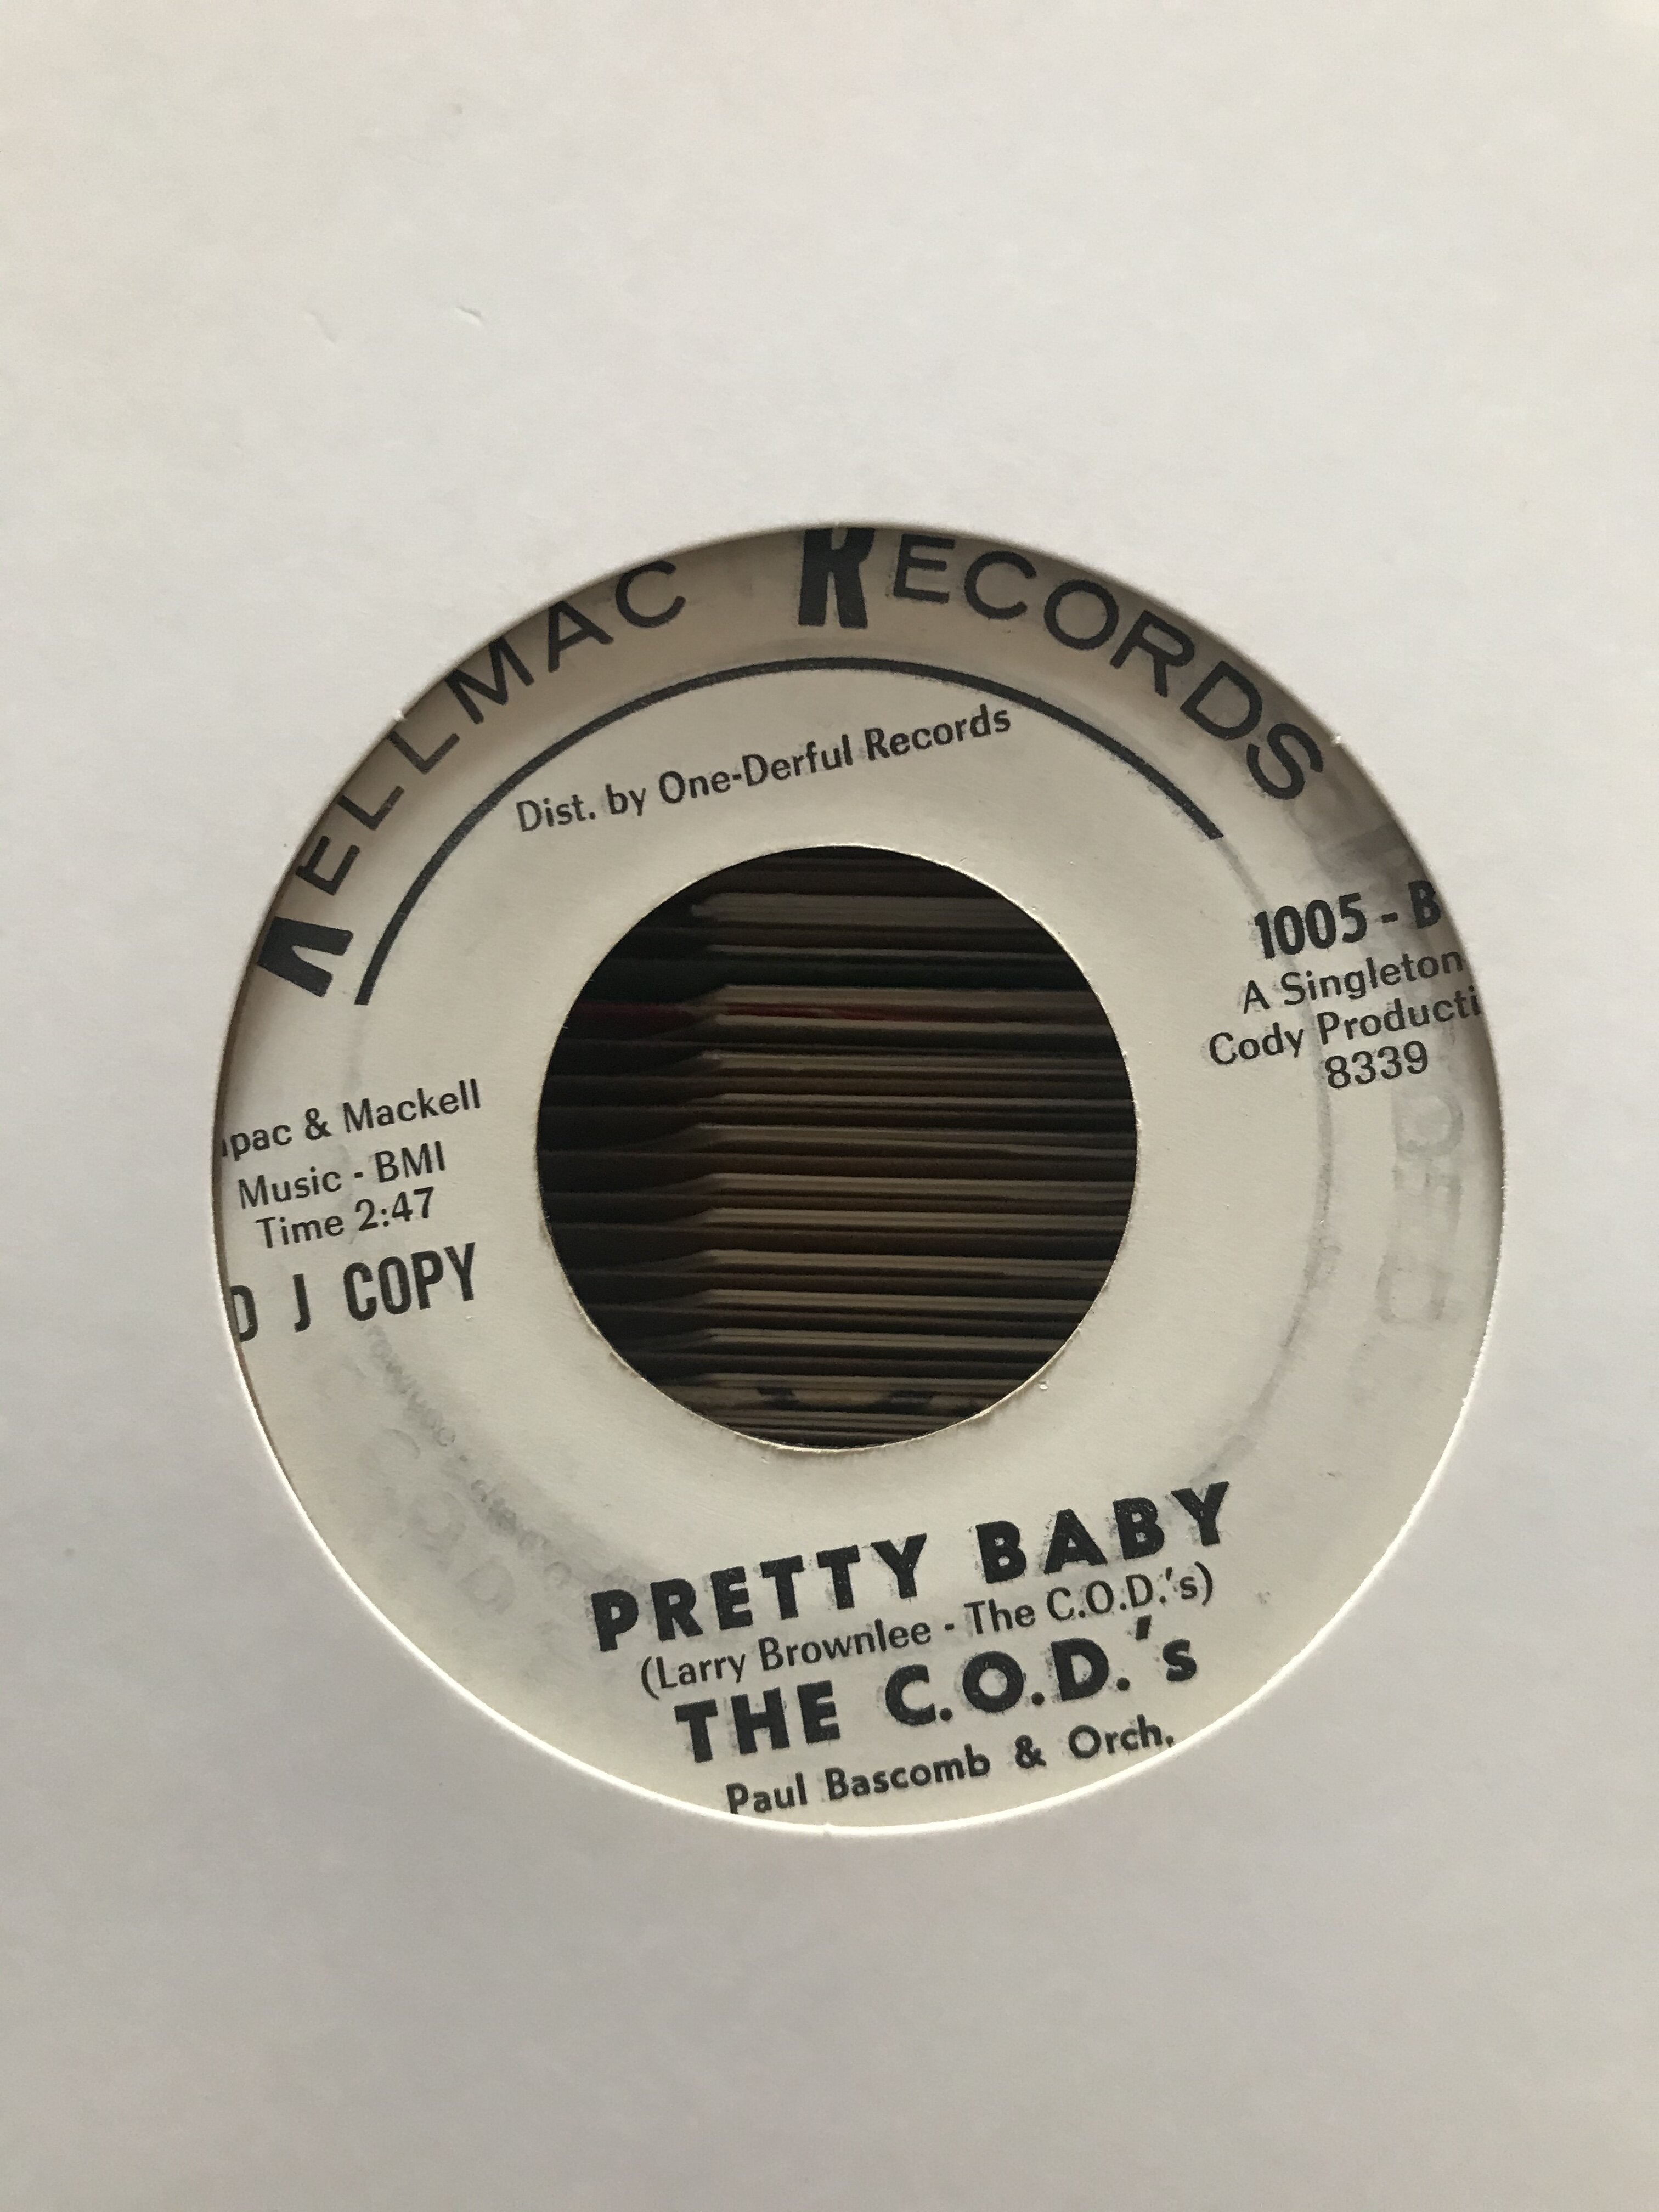 KELLMAC RECORDS
Dist. by One-Derful Records
1005 - B
A Singleton
Cody Producti
8339
& Mackell
Music - BMI
Time 2:47
D J COPY
PRETTY BABY
(Larry Brownlee - The C.O.D.'s)
THE C.O.D.'s
Paul Bascomb & Orch.